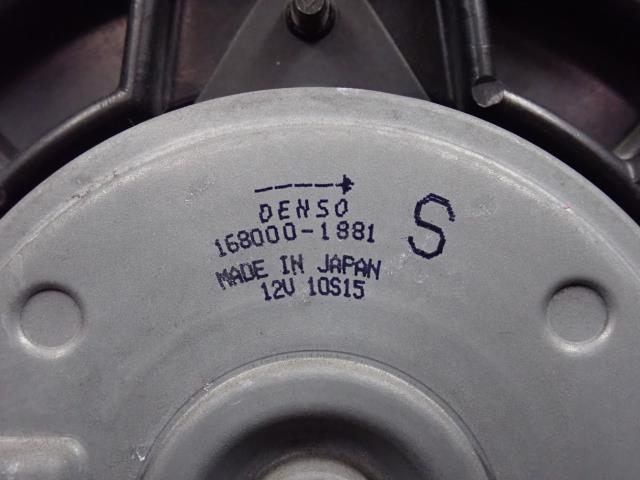 DENSO
168000-1881
S
MADE IN JAPAN
12V 10S15